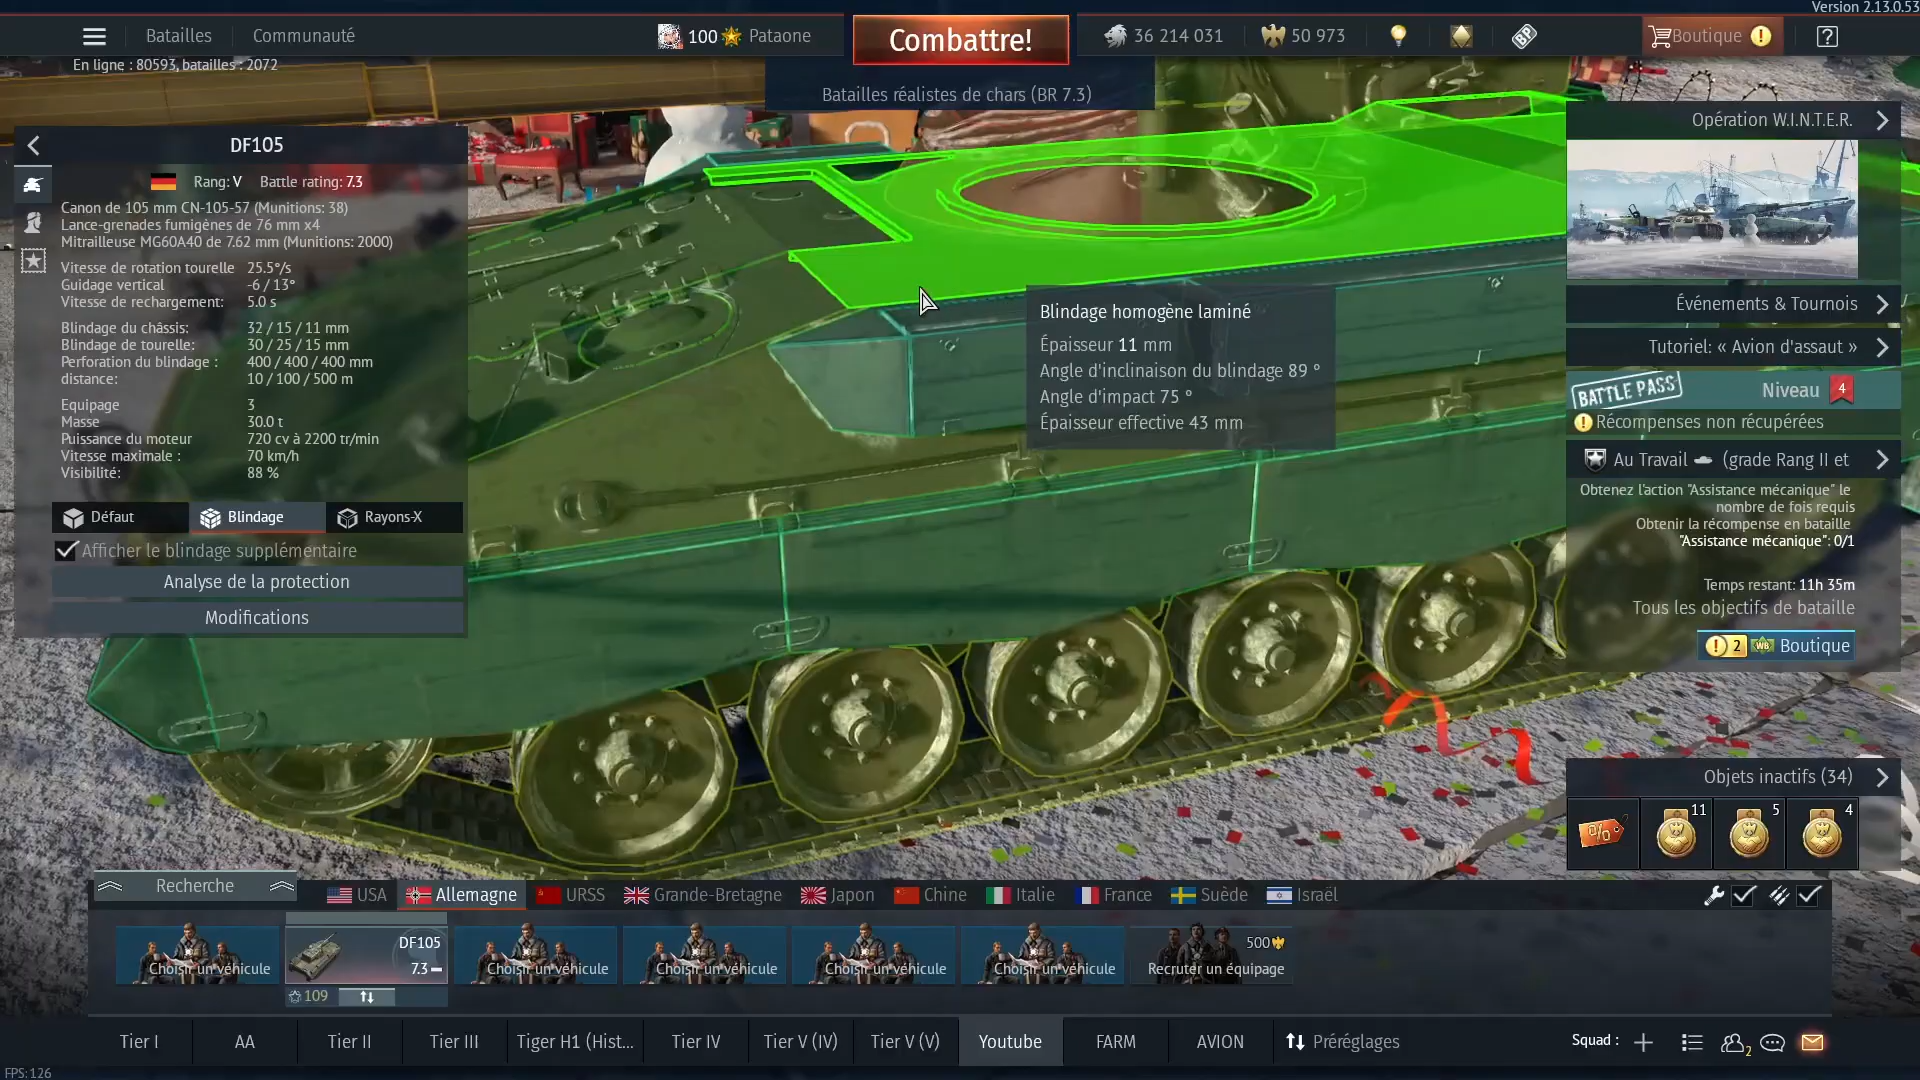 Version 2.13.0.53
Batailles
Communauté
100 Pataone
Combattre!
36 214 031
50 973
BP
Boutique
En ligne : 80593, batailles : 2072
Batailles réalistes de chars (BR 7.3)
DF105
Rang: V Battle rating: 7.3
Canon de 105 mm CN-105-57 (Munitions: 38)
Lance-grenades fumigénes de 76 mm x4
Mitrailleuse MG60A40 de 7.62 mm (Munitions: 2000)
Vitesse de rotation tourelle 25.5°/s
Guidage vertical -6 / 13°
Vitesse de rechargement: 5.0 s
Blindage du châssis: 32 / 15 / 11 mm
Blindage de tourelle: 30 / 25 / 15 mm
Perforation du blindage : 400 / 400 / 400 mm
distance: 10 / 100 / 500 m
Equipage 3
Masse 30.0 t
Puissance du moteur 720 cv à 2200 tr/min
Vitesse maximale : 70 km/h
Visibilité: 88 %
Défaut
Blindage
Rayons-X
Afficher le blindage supplémentaire
Analyse de la protection
Modifications
Blindage homogène laminé
Épaisseur 11 mm
Angle d'inclinaison du blindage 89 °
Angle d'impact 75 °
Épaisseur effective 43 mm
Opération W.I.N.T.E.R.
Événements & Tournois
Tutoriel: « Avion d'assaut »
BATTLE PASS
Niveau 4
Récompenses non récupérées
Au Travail (grade Rang II et
Obtenez l'action "Assistance mécanique" le
nombre de fois requis
Obtenir la récompense en bataille
"Assistance mécanique": 0/1
Temps restant: 11h 35m
Tous les objectifs de bataille
! 2 WB Boutique
Objets inactifs (34)
%
11
5
4
Recherche
USA
Allemagne
URSS
Grande-Bretagne
Japon
Chine
Italie
France
Suède
Israël
Choisir un véhicule
DF105
7.3
Choisir un véhicule
Choisir un véhicule
Choisir un véhicule
Choisir un véhicule
500
Recruter un équipage
109
Tier I
AA
Tier II
Tier III
Tiger H1 (Hist...
Tier IV
Tier V (IV)
Tier V (V)
Youtube
FARM
AVION
Préréglages
Squad :
2
FPS: 126